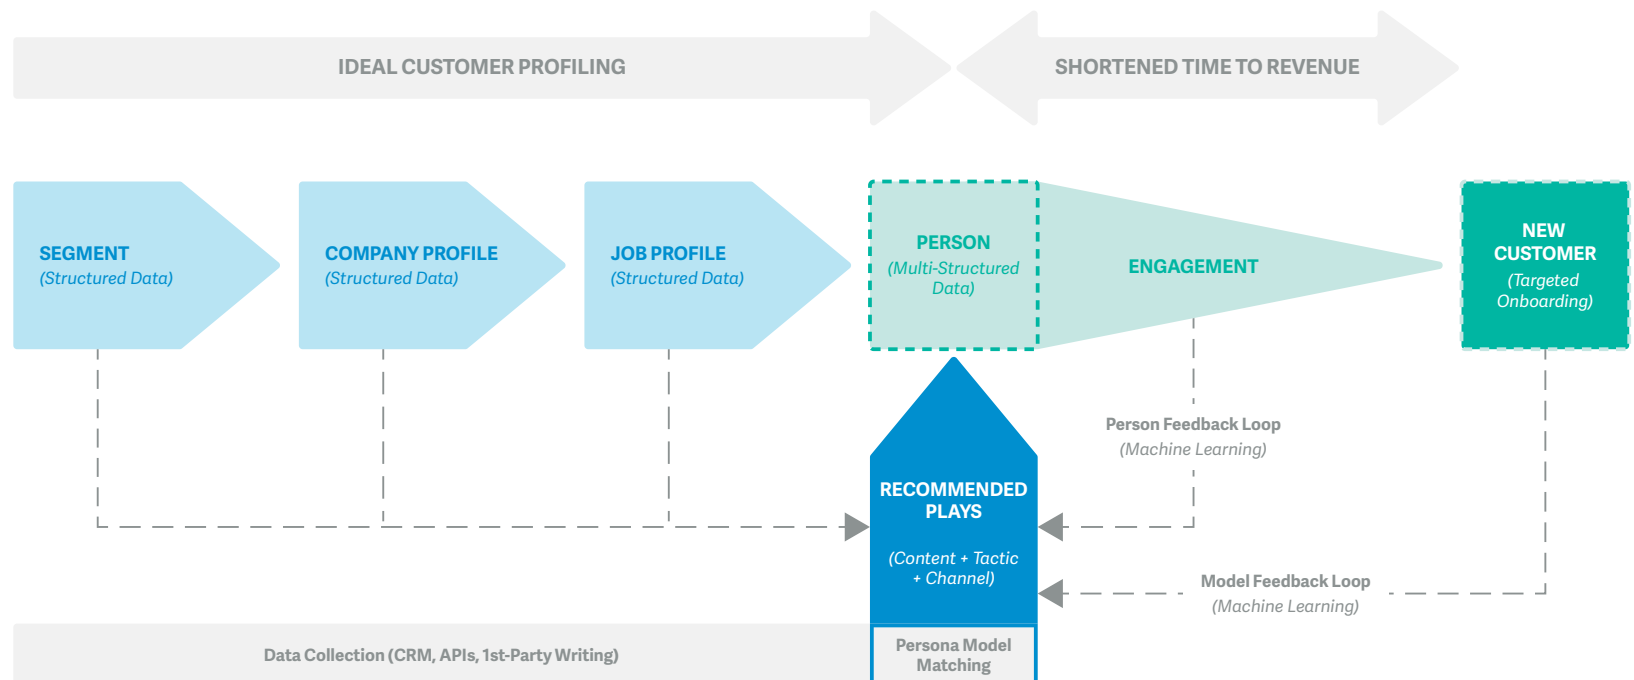 IDEAL CUSTOMER PROFILING
SHORTENED TIME TO REVENUE
SEGMENT
(Structured Data)
COMPANY PROFILE
(Structured Data)
JOB PROFILE
(Structured Data)
PERSON
(Multi-Structured
Data)
ENGAGEMENT
NEW
CUSTOMER
(Targeted
Onboarding)
Person Feedback Loop
(Machine Learning)
RECOMMENDED
PLAYS
(Content + Tactic
+ Channel)
Model Feedback Loop
(Machine Learning)
Data Collection (CRM, APIs, 1st-Party Writing)
Persona Model
Matching